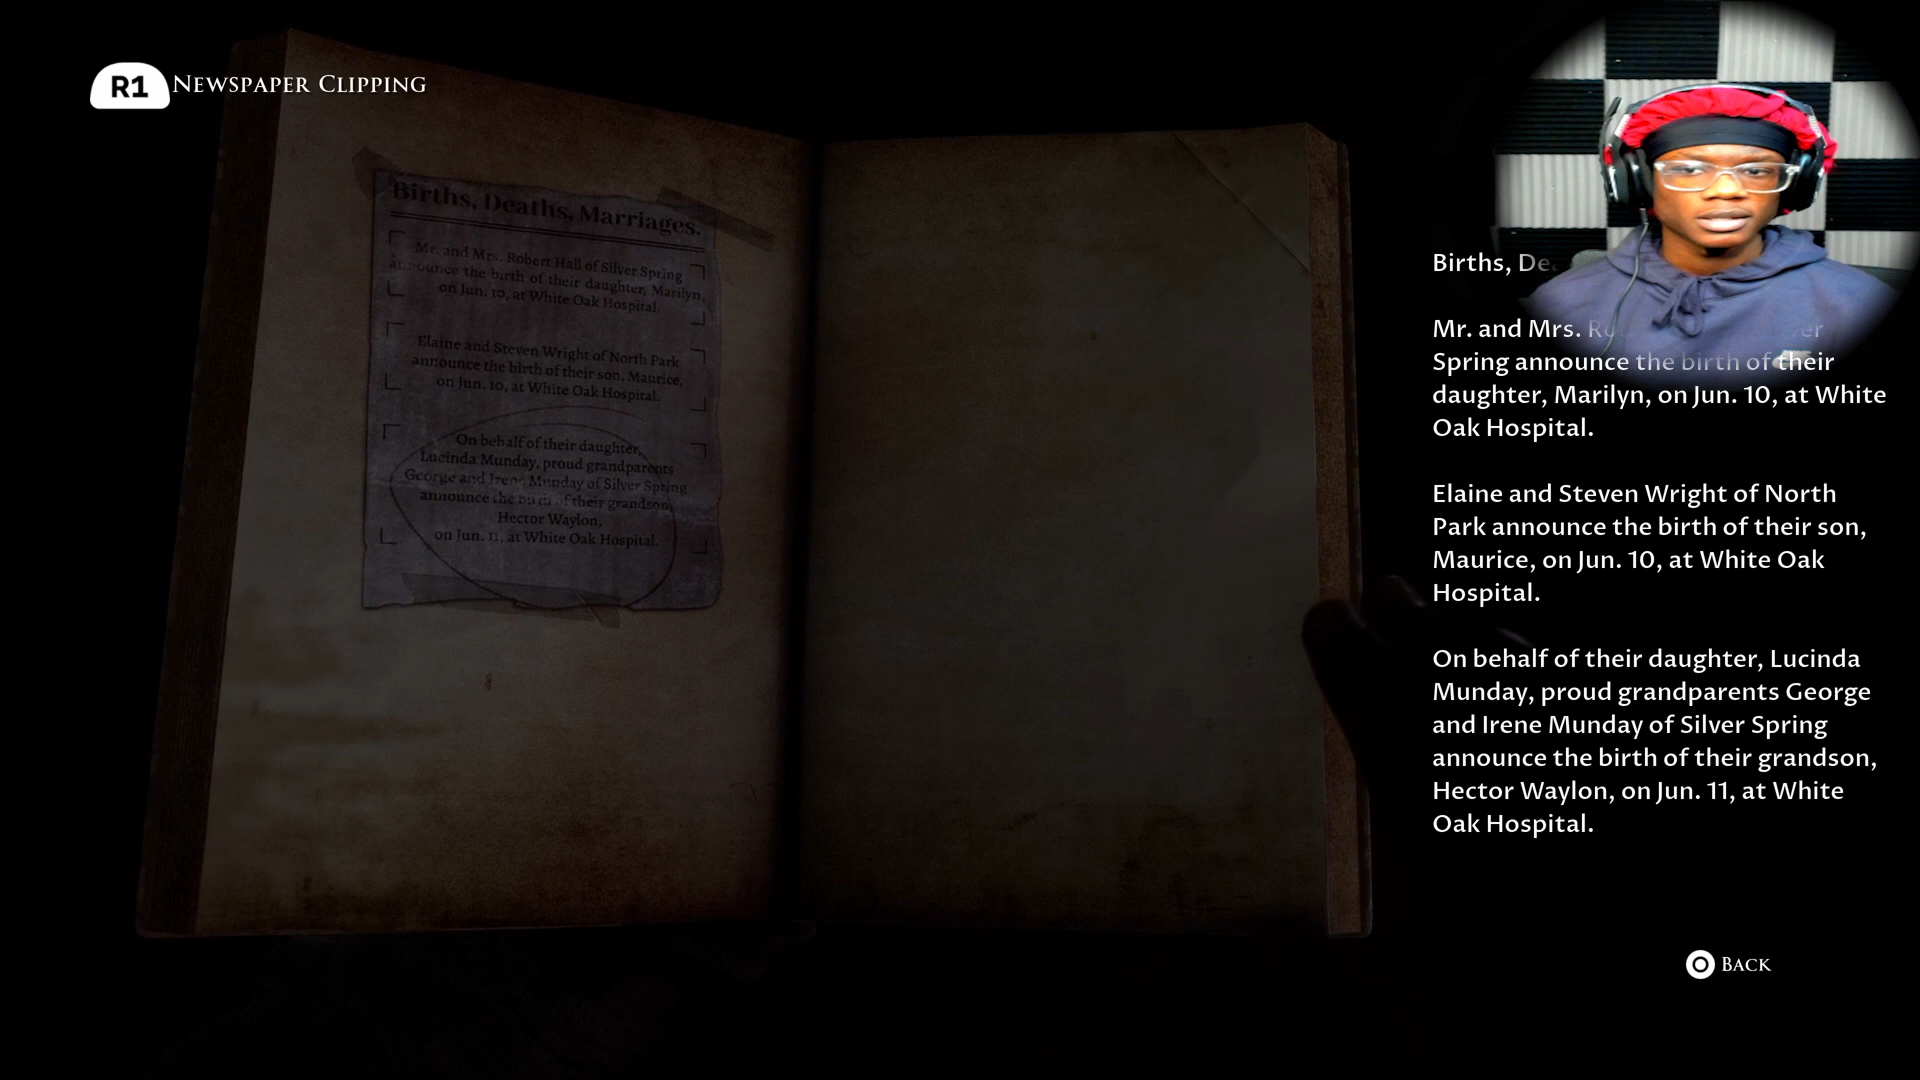 R1 Newspaper Clipping
Births, Deaths, Marriages.
Mr. and Mrs. Robert Hall of Silver Spring
announce the birth of their daughter, Marilyn,
on Jun. 10, at White Oak Hospital.
Elaine and Steven Wright of North Park
announce the birth of their son, Maurice,
on Jun. 10, at White Oak Hospital.
On behalf of their daughter,
Lucinda Munday, proud grandparents
George and Irene Munday of Silver Spring
announce the birth of their grandson,
Hector Waylon,
on Jun. 11, at White Oak Hospital.
Births,
Mr. and Mrs.
Spring announce the birth of their
daughter, Marilyn, on Jun. 10, at White
Oak Hospital.
Elaine and Steven Wright of North
Park announce the birth of their son,
Maurice, on Jun. 10, at White Oak
Hospital.
On behalf of their daughter, Lucinda
Munday, proud grandparents George
and Irene Munday of Silver Spring
announce the birth of their grandson,
Hector Waylon, on Jun. 11, at White
Oak Hospital.
Back